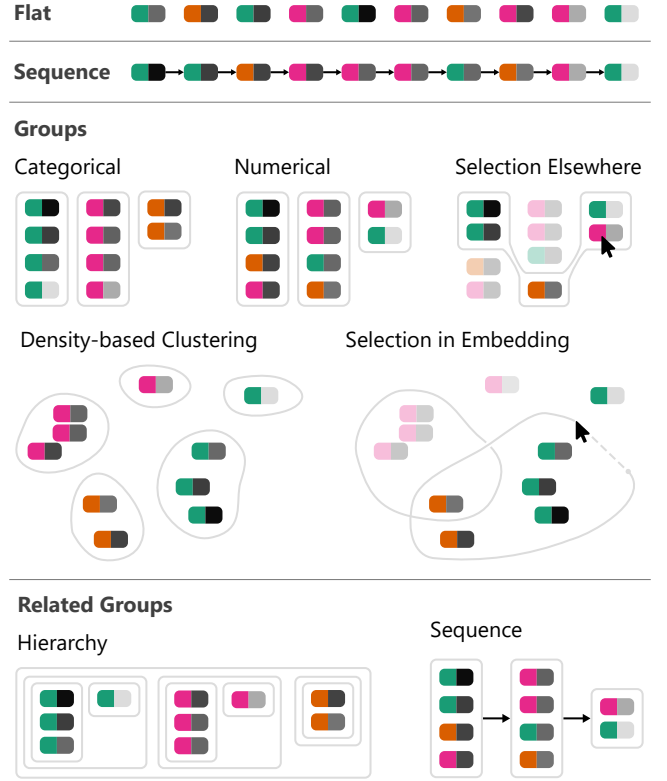 Flat
Sequence
Groups
Categorical
Numerical
Selection Elsewhere
Density-based Clustering
Selection in Embedding
Related Groups
Hierarchy
Sequence